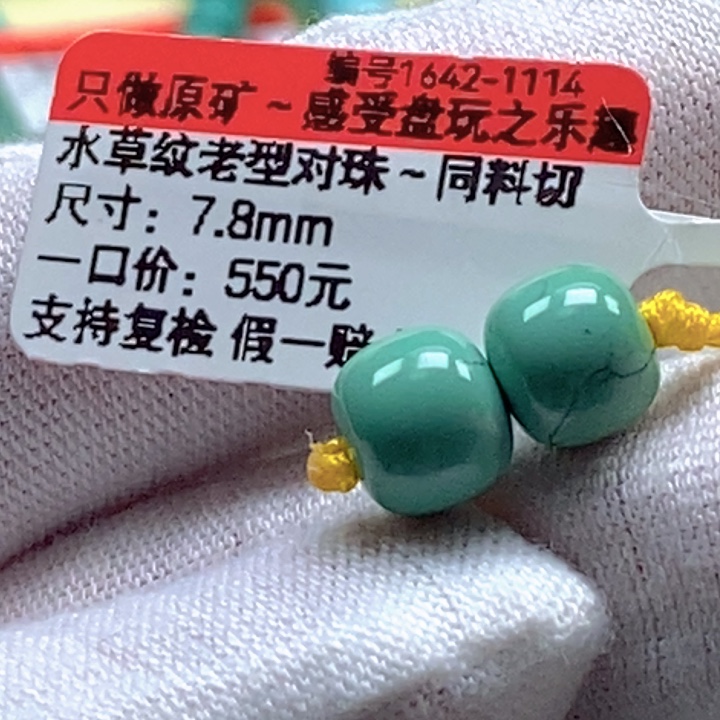 编号1642-1114
只做原矿～感受盘玩之乐趣
水草纹老型对珠～同料切
尺寸：7.8mm
一口价：550元
支持复检 假一赔